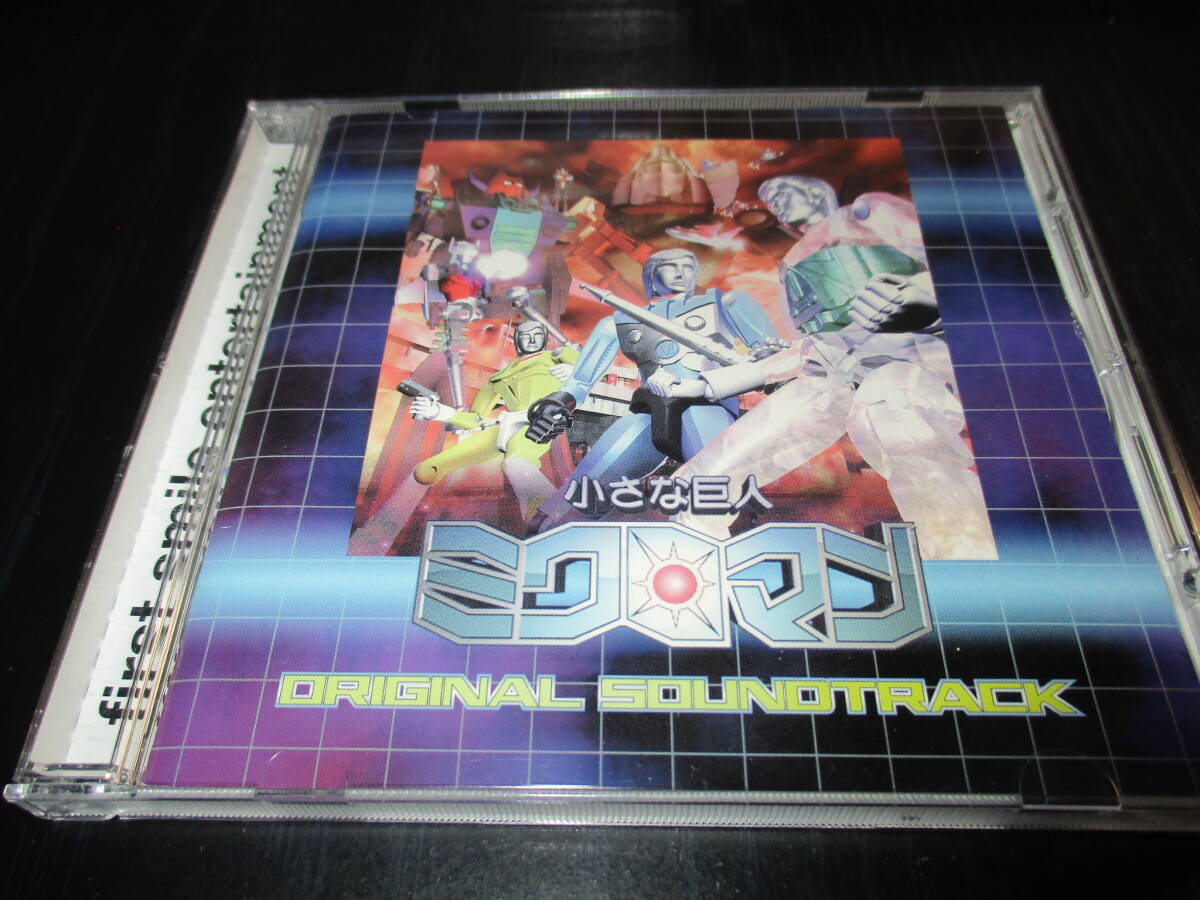 小さな巨人
ミクロマン
ORIGINAL SOUNDTRACK
first smile entertainment